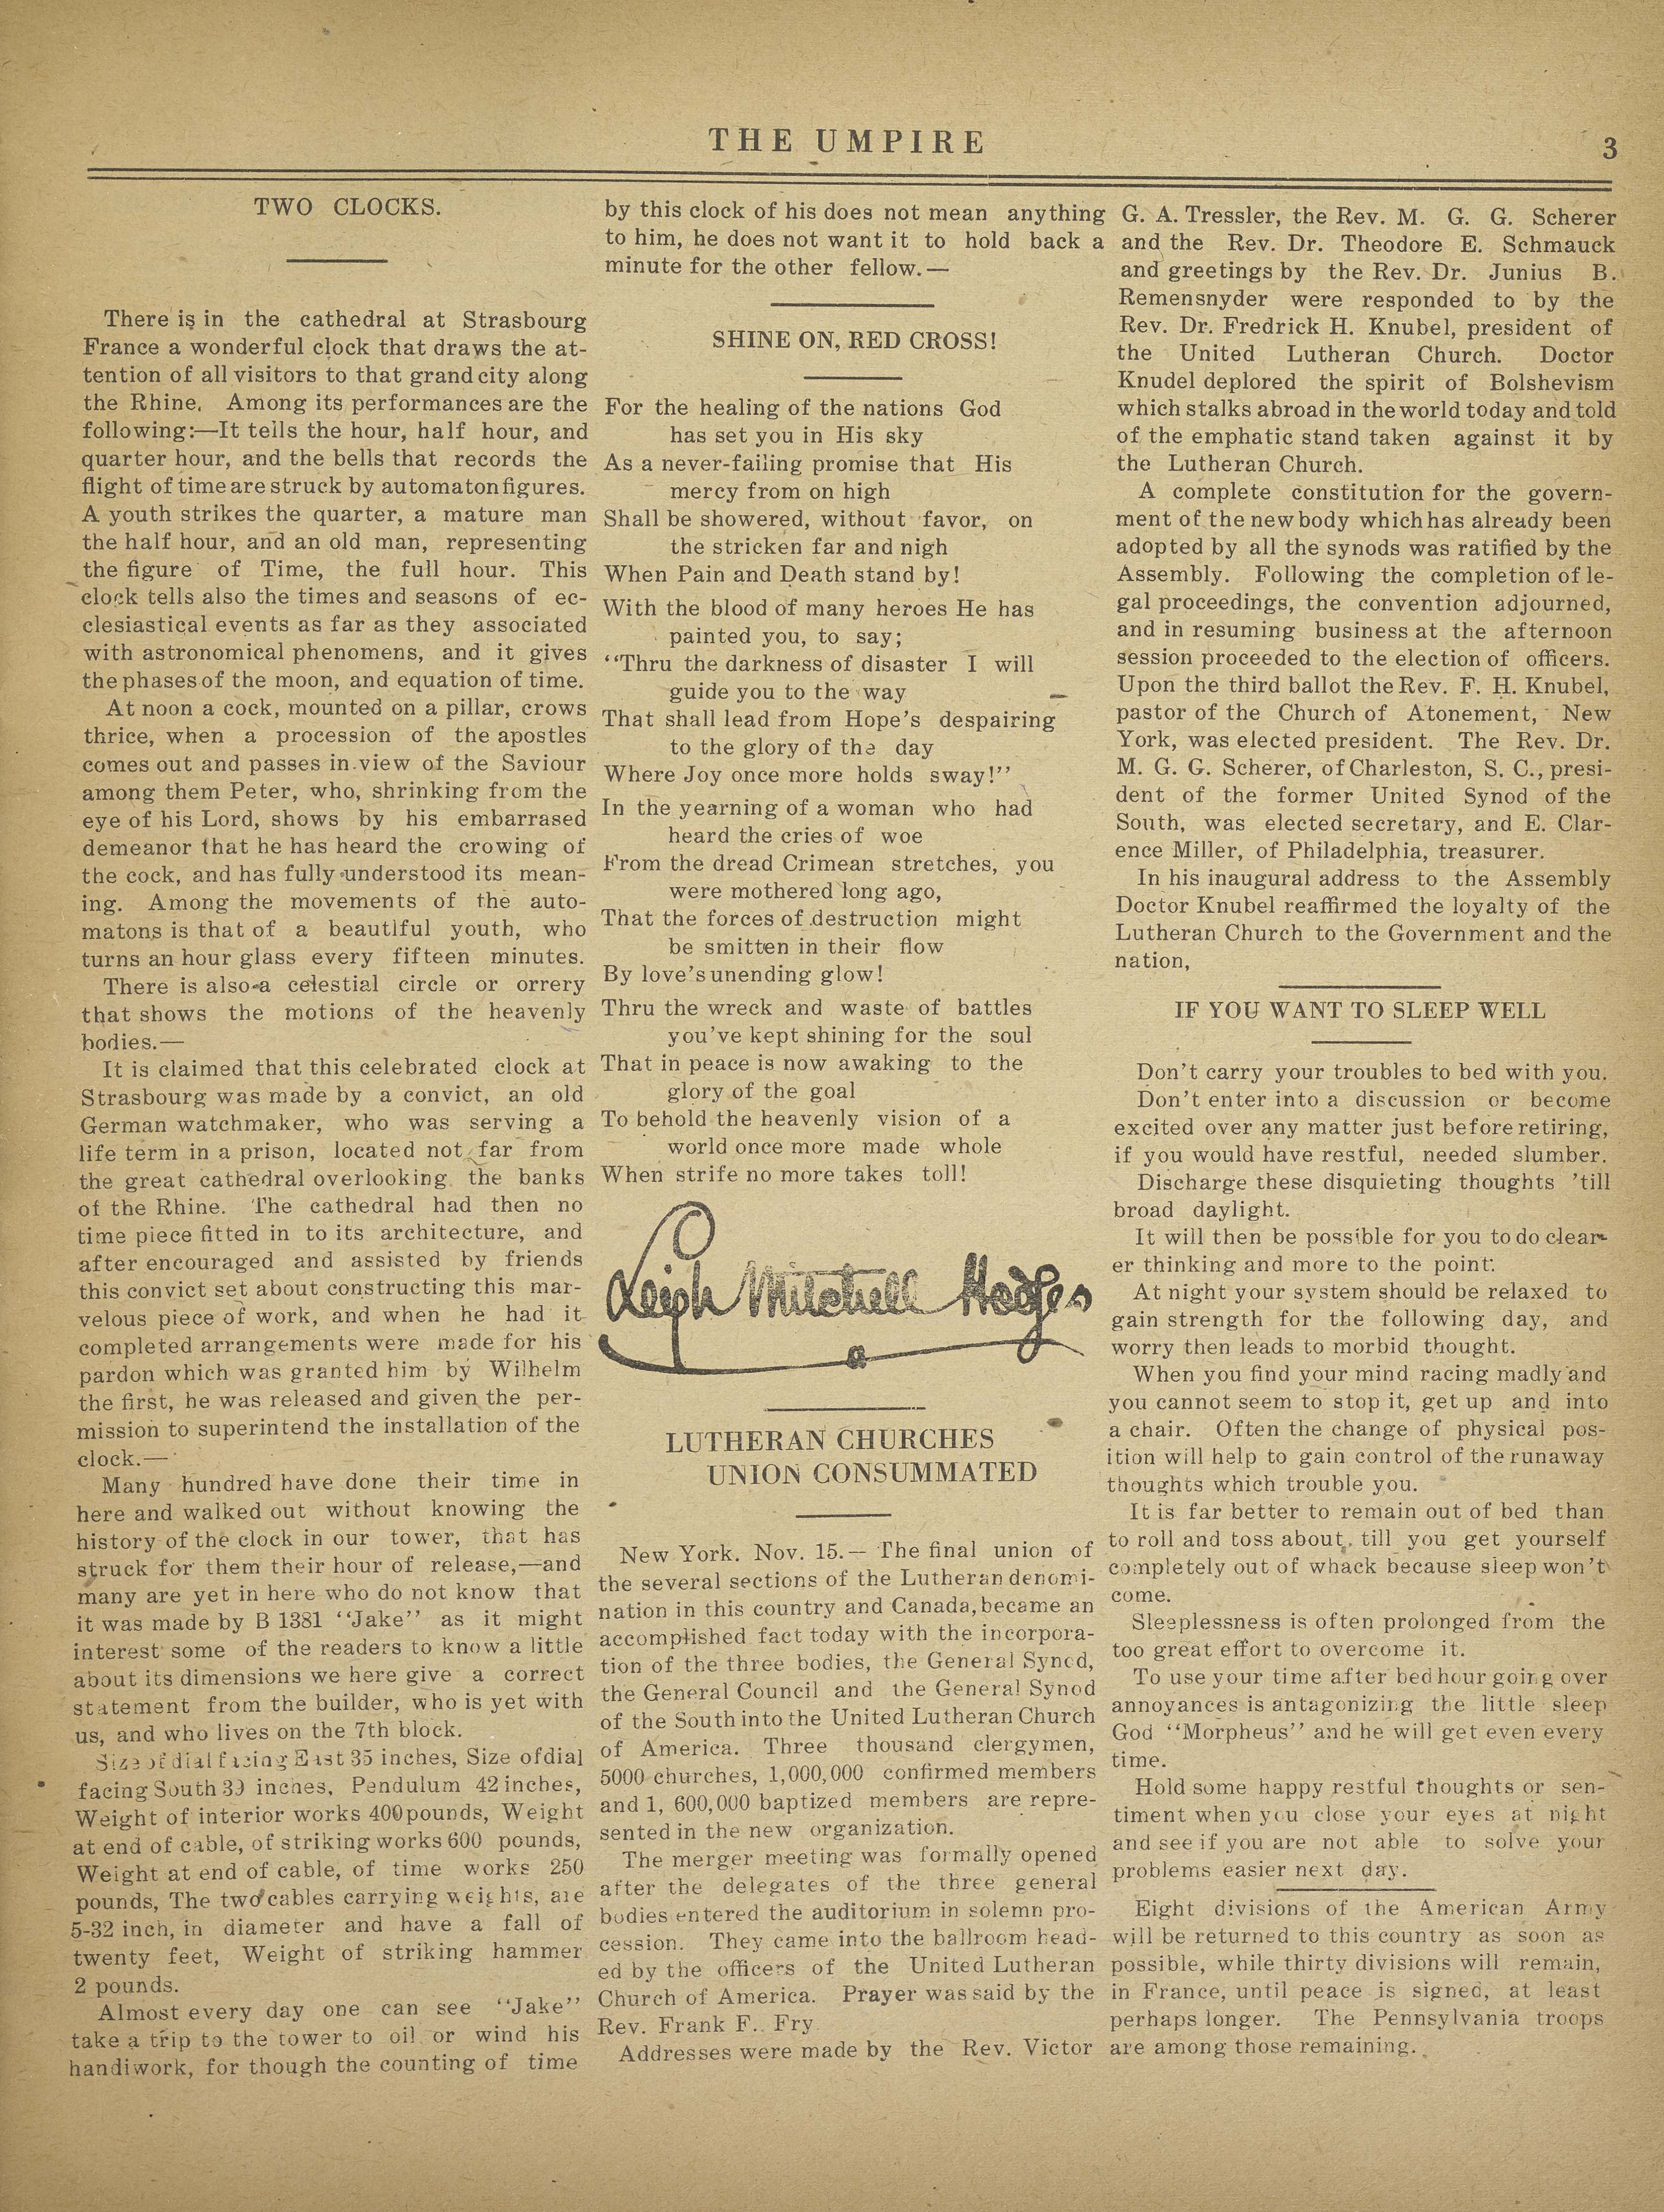 THE UMPIRE
3
TWO CLOCKS.
There is in the cathedral at Strasbourg
France a wonderful clock that draws the at-
tention of all visitors to that grand city along
the Rhine. Among its performances are the
following:—It tells the hour, half hour, and
quarter hour, and the bells that records the
flight of time are struck by automaton figures.
A youth strikes the quarter, a mature man
the half hour, and an old man, representing
the figure of Time, the full hour. This
clock tells also the times and seasons of ec-
clesiastical events as far as they associated
with astronomical phenomens, and it gives
the phases of the moon, and equation of time.
At noon a cock, mounted on a pillar, crows
thrice, when a procession of the apostles
comes out and passes in view of the Saviour
among them Peter, who, shrinking from the
eye of his Lord, shows by his embarrased
demeanor that he has heard the crowing of
the cock, and has fully understood its mean-
ing. Among the movements of the auto-
matons is that of a beautiful youth, who
turns an hour glass every fifteen minutes.
There is also a celestial circle or orrery
that shows the motions of the heavenly
bodies.—
It is claimed that this celebrated clock at
Strasbourg was made by a convict, an old
German watchmaker, who was serving a
life term in a prison, located not far from
the great cathedral overlooking the banks
of the Rhine. The cathedral had then no
time piece fitted in to its architecture, and
after encouraged and assisted by friends
this convict set about constructing this mar-
velous piece of work, and when he had it
completed arrangements were made for his
pardon which was granted him by Wilhelm
the first, he was released and given the per-
mission to superintend the installation of the
clock.—
Many hundred have done their time in
here and walked out without knowing the
history of the clock in our tower, that has
struck for them their hour of release,—and
many are yet in here who do not know that
it was made by B 1381 "Jake" as it might
interest some of the readers to know a little
about its dimensions we here give a correct
statement from the builder, who is yet with
us, and who lives on the 7th block.
Size of dial facing East 35 inches, Size of dial
facing South 39 inches, Pendulum 42 inches,
Weight of interior works 400 pounds, Weight
at end of cable, of striking works 600 pounds,
Weight at end of cable, of time works 250
pounds, The two cables carrying weights, are
5-32 inch, in diameter and have a fall of
twenty feet, Weight of striking hammer
2 pounds.
Almost every day one can see "Jake"
take a trip to the tower to oil or wind his
handiwork, for though the counting of time
by this clock of his does not mean anything
to him, he does not want it to hold back a
minute for the other fellow.—
SHINE ON, RED CROSS!
For the healing of the nations God
has set you in His sky
As a never-failing promise that His
mercy from on high
Shall be showered, without favor, on
the stricken far and nigh
When Pain and Death stand by!
With the blood of many heroes He has
painted you, to say;
"Thru the darkness of disaster I will
guide you to the way
That shall lead from Hope's despairing
to the glory of the day
Where Joy once more holds sway!"
In the yearning of a woman who had
heard the cries of woe
From the dread Crimean stretches, you
were mothered long ago,
That the forces of destruction might
be smitten in their flow
By love's unending glow!
Thru the wreck and waste of battles
you've kept shining for the soul
That in peace is now awaking to the
glory of the goal
To behold the heavenly vision of a
world once more made whole
When strife no more takes toll!
Leigh Mitchell Hodges
LUTHERAN CHURCHES
UNION CONSUMMATED
New York. Nov. 15.— The final union of
the several sections of the Lutheran denomi-
nation in this country and Canada, became an
accomplished fact today with the incorpora-
tion of the three bodies, the General Synod,
the General Council and the General Synod
of the South into the United Lutheran Church
of America. Three thousand clergymen,
5000 churches, 1,000,000 confirmed members
and 1, 600,000 baptized members are repre-
sented in the new organization.
The merger meeting was formally opened
after the delegates of the three general
bodies entered the auditorium in solemn pro-
cession. They came into the ballroom head-
ed by the officers of the United Lutheran
Church of America. Prayer was said by the
Rev. Frank F. Fry
Addresses were made by the Rev. Victor
G. A. Tressler, the Rev. M. G. G. Scherer
and the Rev. Dr. Theodore E. Schmauck
and greetings by the Rev. Dr. Junius B.
Remensnyder were responded to by the
Rev. Dr. Fredrick H. Knubel, president of
the United Lutheran Church. Doctor
Knudel deplored the spirit of Bolshevism
which stalks abroad in the world today and told
of the emphatic stand taken against it by
the Lutheran Church.
A complete constitution for the govern-
ment of the new body which has already been
adopted by all the synods was ratified by the
Assembly. Following the completion of le-
gal proceedings, the convention adjourned,
and in resuming business at the afternoon
session proceeded to the election of officers.
Upon the third ballot the Rev. F. H. Knubel,
pastor of the Church of Atonement, New
York, was elected president. The Rev. Dr.
M. G. G. Scherer, of Charleston, S. C., presi-
dent of the former United Synod of the
South, was elected secretary, and E. Clar-
ence Miller, of Philadelphia, treasurer.
In his inaugural address to the Assembly
Doctor Knubel reaffirmed the loyalty of the
Lutheran Church to the Government and the
nation,
IF YOU WANT TO SLEEP WELL
Don't carry your troubles to bed with you.
Don't enter into a discussion or become
excited over any matter just before retiring,
if you would have restful, needed slumber.
Discharge these disquieting thoughts 'till
broad daylight.
It will then be possible for you to do clear-
er thinking and more to the point.
At night your system should be relaxed to
gain strength for the following day, and
worry then leads to morbid thought.
When you find your mind racing madly and
you cannot seem to stop it, get up and into
a chair. Often the change of physical pos-
ition will help to gain control of the runaway
thoughts which trouble you.
It is far better to remain out of bed than
to roll and toss about, till you get yourself
completely out of whack because sleep won't
come.
Sleeplessness is often prolonged from the
too great effort to overcome it.
To use your time after bed hour going over
annoyances is antagonizing the little sleep
God "Morpheus" and he will get even every
time.
Hold some happy restful thoughts or sen-
timent when you close your eyes at night
and see if you are not able to solve your
problems easier next day.
Eight divisions of the American Army
will be returned to this country as soon as
possible, while thirty divisions will remain,
in France, until peace is signed, at least
perhaps longer. The Pennsylvania troops
are among those remaining.